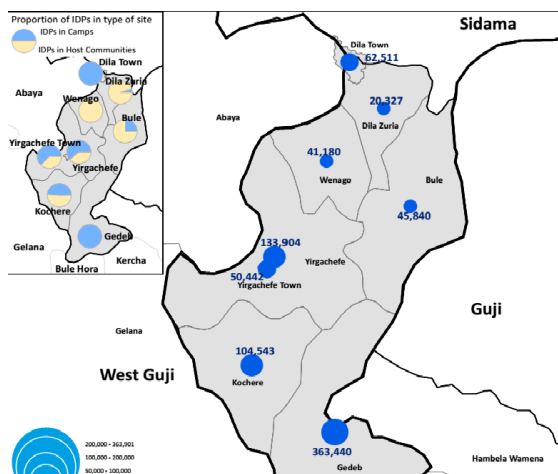 Proportion of IDPs in type of site
IDPs in Camps
IDPs in Host Communities
Dila Town
Dila Zuria
Abaya
Wenago
Bule
Yirgachefe Town
Yirgachefe
Kochere
Gedeb
Gelana
Kercha
Bule Hora
Sidama
Dila Town
62,511
20,327
Dila Zuria
Abaya
41,180
Wenago
Bule
45,840
133,904
Yirgachefe
50,442
Yirgachefe Town
Guji
Gelana
104,543
West Guji
Kochere
363,440
Hambela Wamena
Gedeb
200,000 - 363,901
100,000 - 200,000
50,000 - 100,000